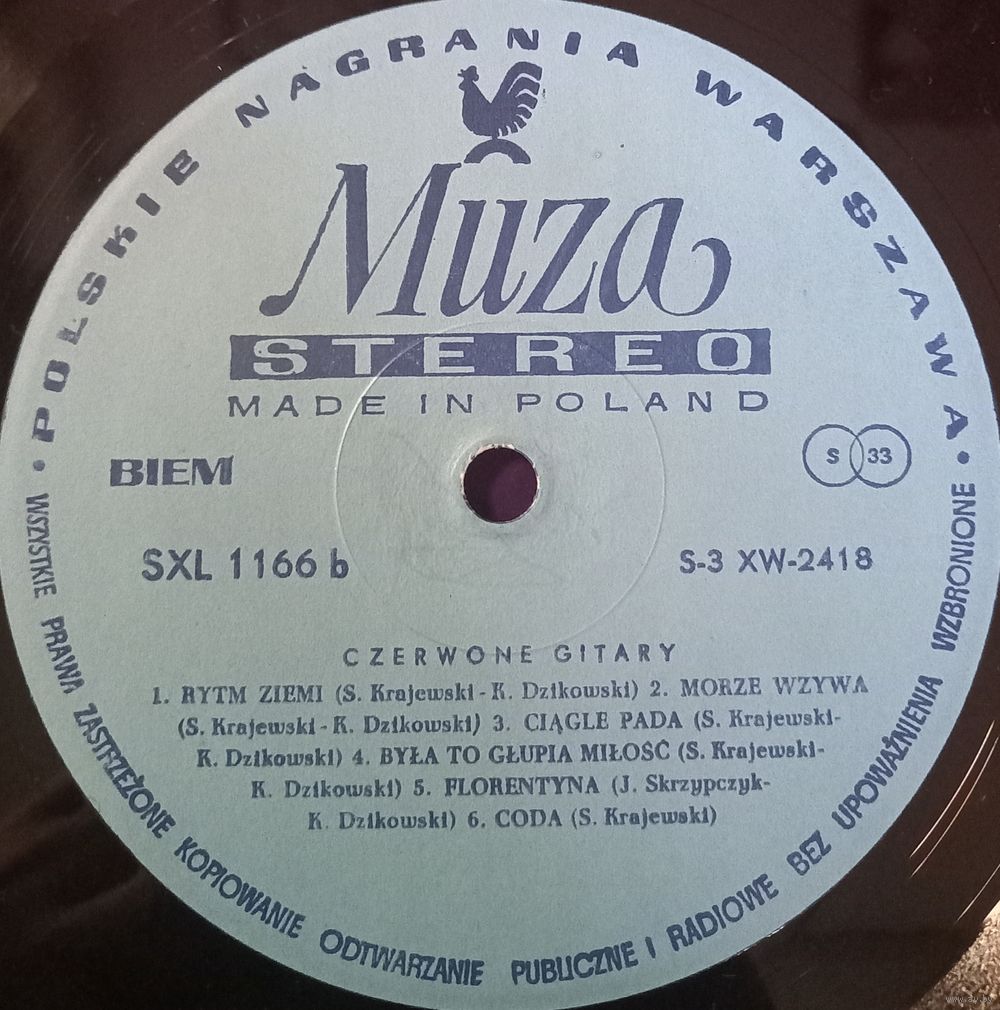 • POLSKIE NAGRANIA WARSZAWA •
Muza
STEREO
MADE IN POLAND
BIEM
S 33
SXL 1166 b
S-3 XW-2418
CZERWONE GITARY
1. RYTM ZIEMI (S. Krajewski - K. Dzikowski) 2. MORZE WZYWA
(S. Krajewski - K. Dzikowski) 3. CIĄGLE PADA (S. Krajewski-
K. Dzikowski) 4. BYŁA TO GŁUPIA MIŁOŚĆ (S. Krajewski-
K. Dzikowski) 5. FLORENTYNA (J. Skrzypczyk-
K. Dzikowski) 6. CODA (S. Krajewski)
WSZYSTKIE PRAWA ZASTRZEŻONE KOPIOWANIE ODTWARZANIE PUBLICZNE I RADIOWE BEZ UPOWAŻNIENIA WZBRONIONE